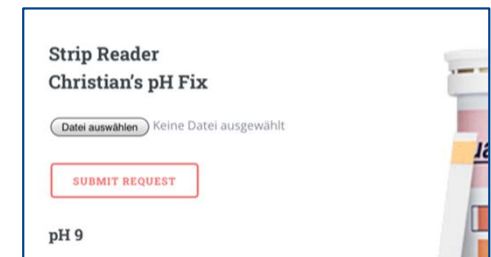 Strip Reader
Christian's pH Fix
Datei auswählen Keine Datei ausgewählt
SUBMIT REQUEST
pH 9